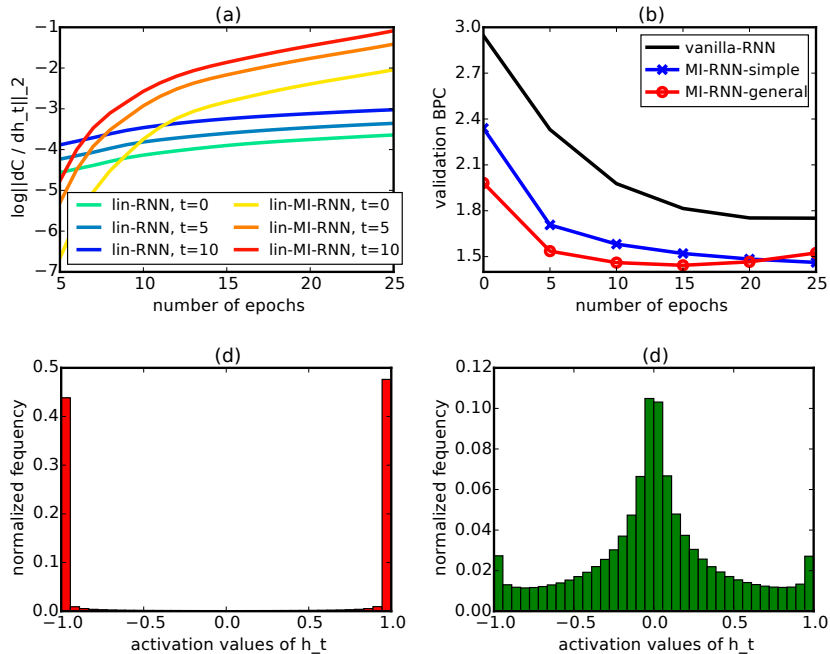 (a)
−1
−2
−3
−4
−5
−6
−7
log||dC / dh_t||_2
lin-RNN, t=0
lin-RNN, t=5
lin-RNN, t=10
lin-MI-RNN, t=0
lin-MI-RNN, t=5
lin-MI-RNN, t=10
5 10 15 20 25
number of epochs
(b)
3.0
2.6
2.4
2.1
1.8
1.5
validation BPC
vanilla-RNN
MI-RNN-simple
MI-RNN-general
0 5 10 15 20 25
number of epochs
(d)
0.5
0.4
0.3
0.2
0.1
0.0
normalized fequency
−1.0 −0.5 0.0 0.5 1.0
activation values of h_t
(d)
0.12
0.10
0.08
0.06
0.04
0.02
0.00
normalized fequency
−1.0 −0.5 0.0 0.5 1.0
activation values of h_t